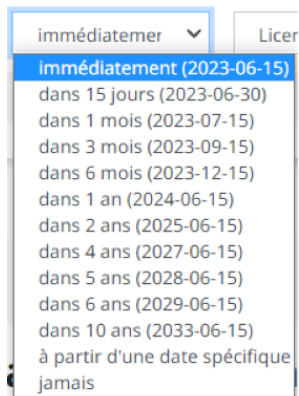 immédiatemer Licer
immédiatement (2023-06-15)
dans 15 jours (2023-06-30)
dans 1 mois (2023-07-15)
dans 3 mois (2023-09-15)
dans 6 mois (2023-12-15)
dans 1 an (2024-06-15)
dans 2 ans (2025-06-15)
dans 4 ans (2027-06-15)
dans 5 ans (2028-06-15)
dans 6 ans (2029-06-15)
dans 10 ans (2033-06-15)
à partir d'une date spécifique
jamais